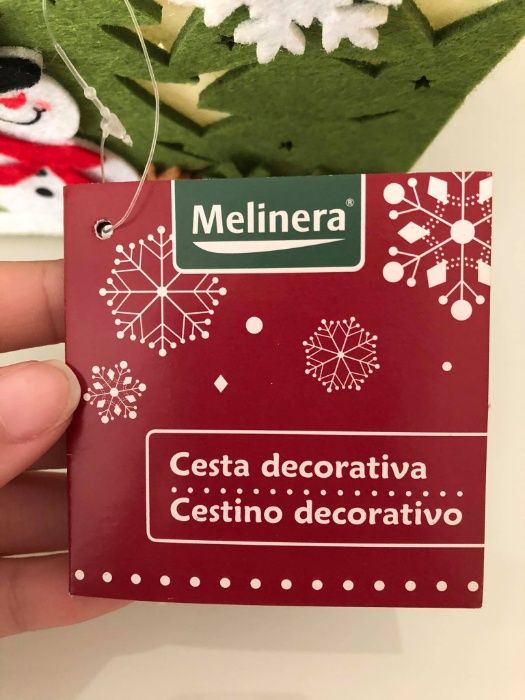 Melinera®
Cesta decorativa
Cestino decorativo